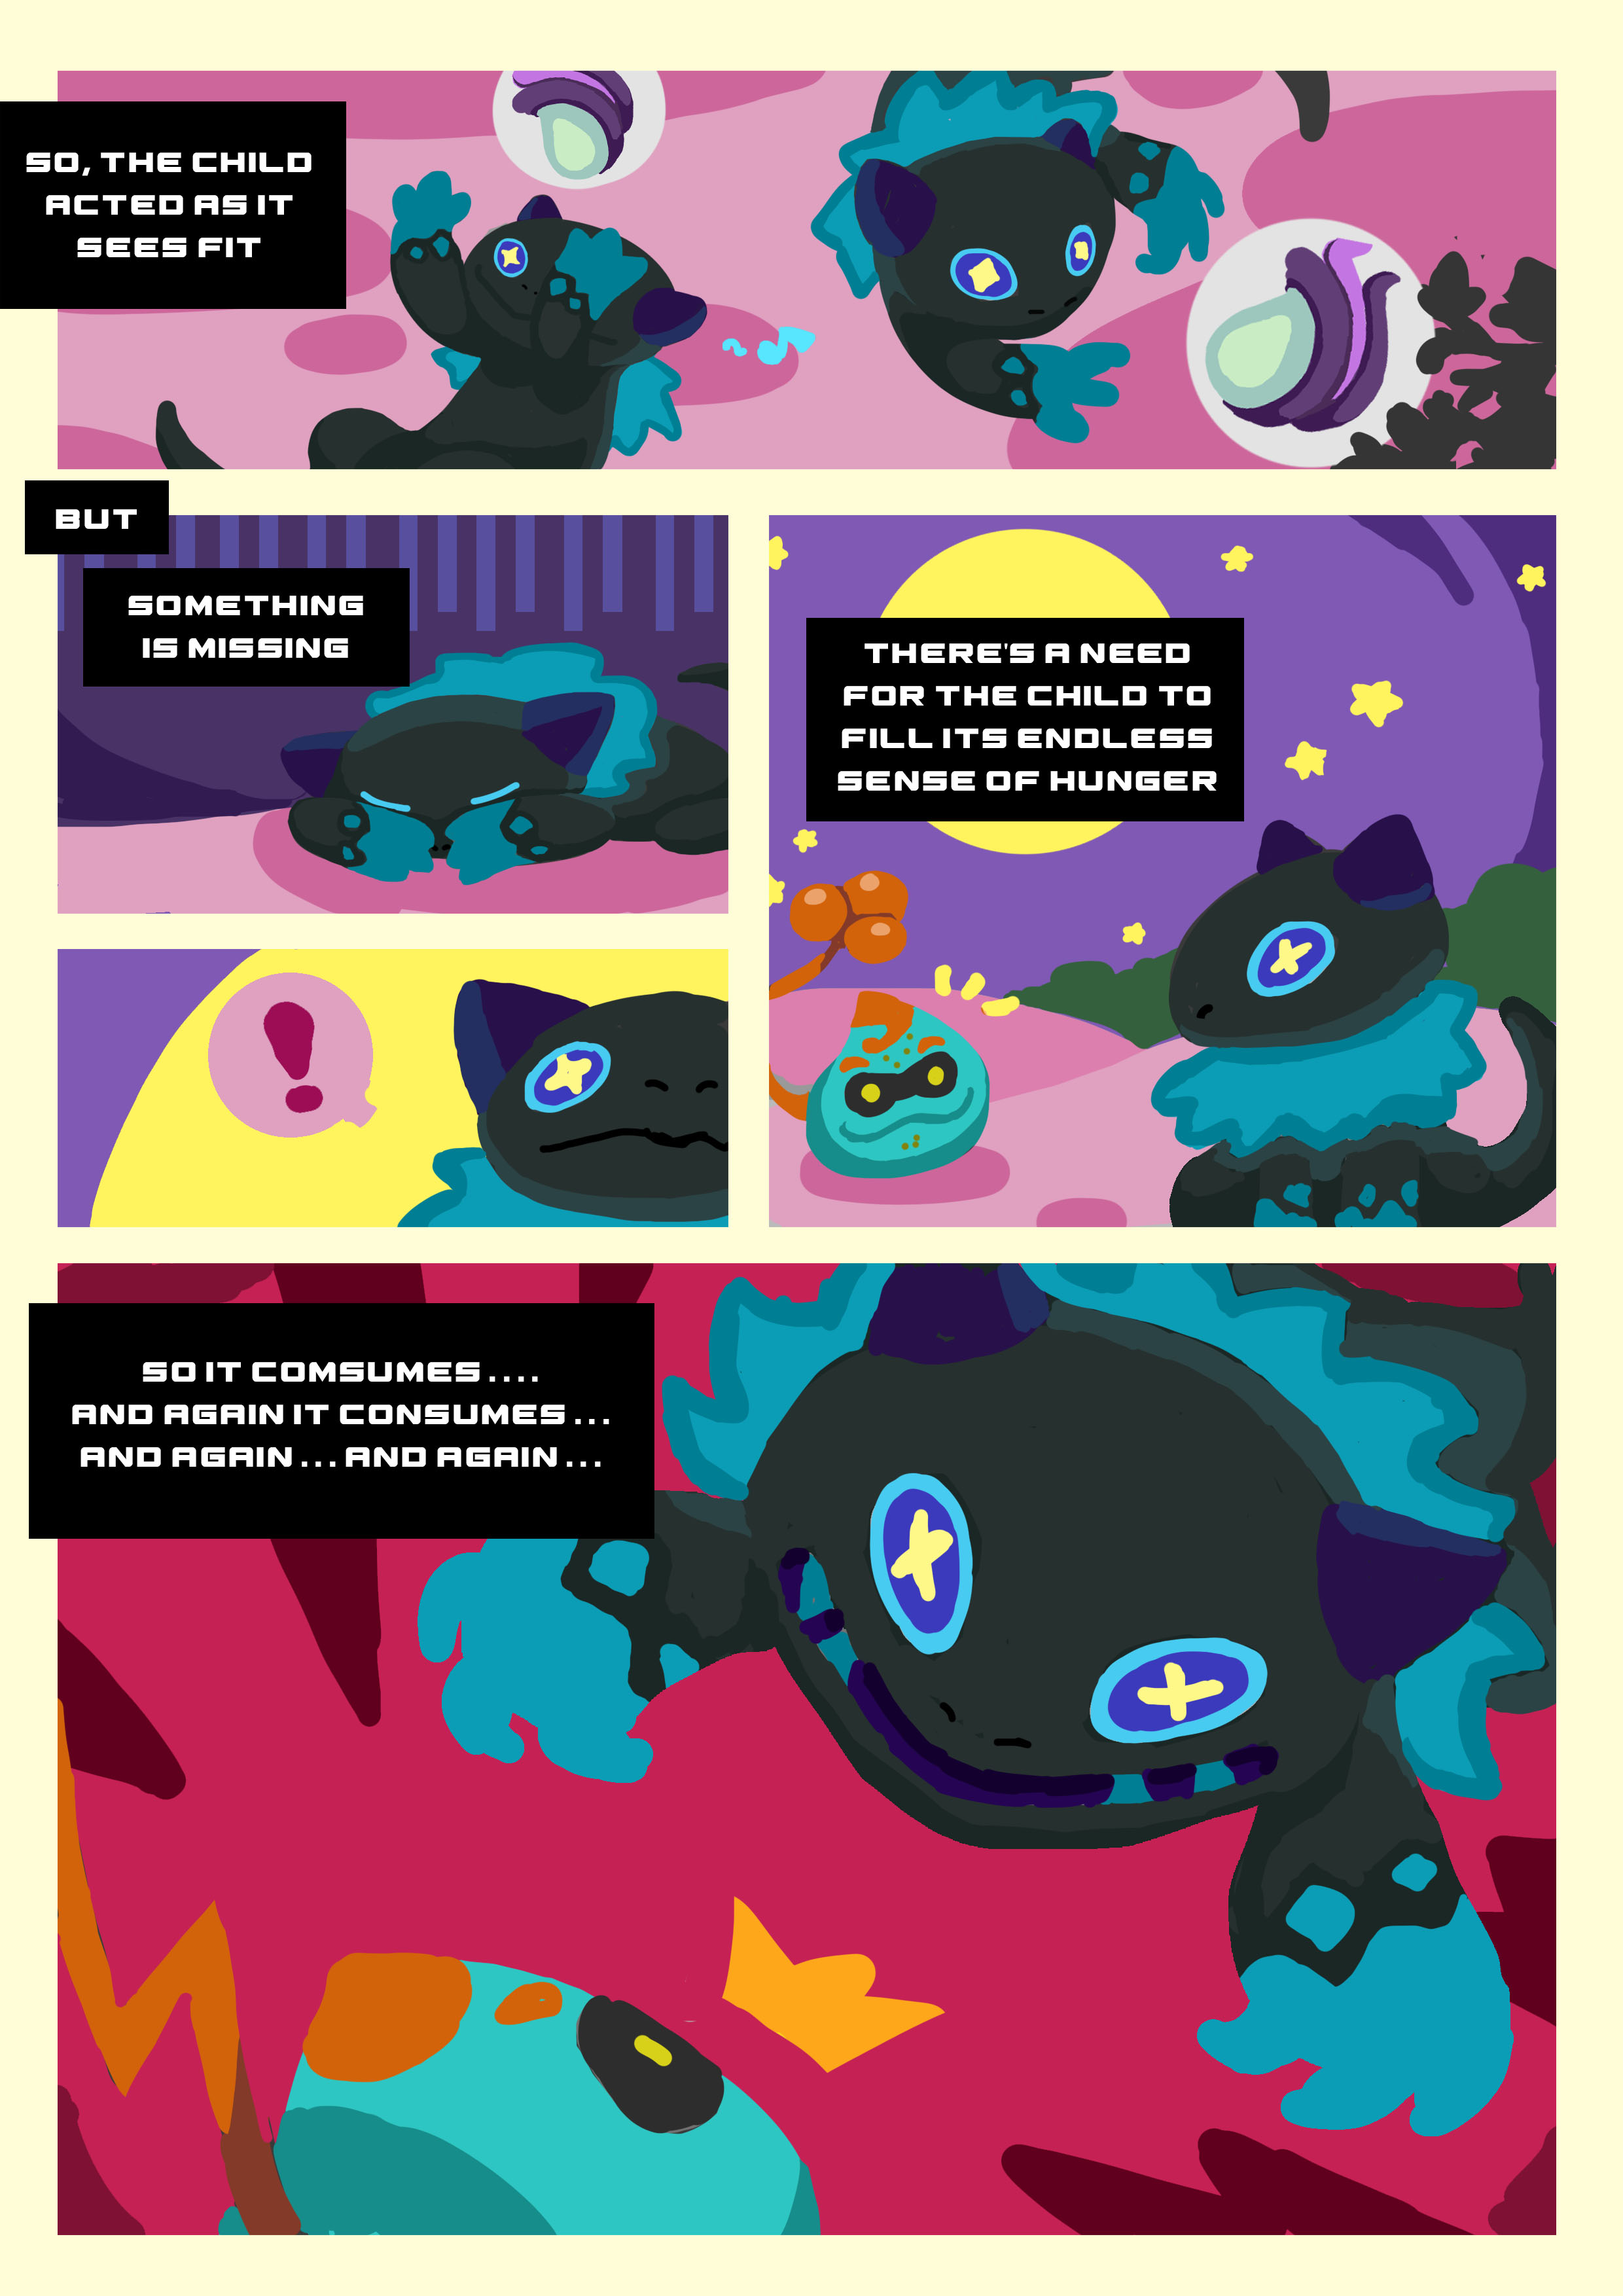 SO, THE CHILD
ACTED AS IT
SEES FIT
BUT
SOMETHING
IS MISSING
THERE'S A NEED
FOR THE CHILD TO
FILL ITS ENDLESS
SENSE OF HUNGER
!
SO IT COMSUMES....
AND AGAIN IT CONSUMES...
AND AGAIN...AND AGAIN...